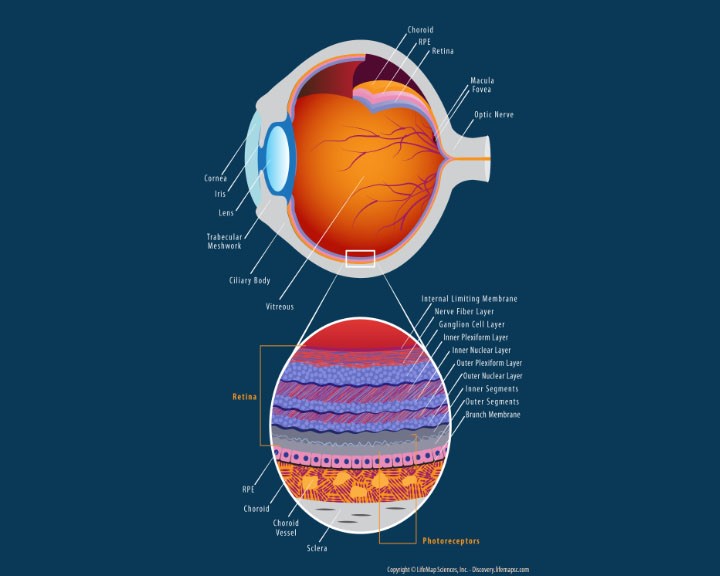 Choroid
RPE
Retina
Macula
Fovea
Optic Nerve
Cornea
Iris
Lens
Trabecular
Meshwork
Ciliary Body
Vitreous
Internal Limiting Membrane
Nerve Fiber Layer
Ganglion Cell Layer
Inner Plexiform Layer
Inner Nuclear Layer
Outer Plexiform Layer
Outer Nuclear Layer
Inner Segments
Outer Segments
Brunch Membrane
Retina
RPE
Choroid
Choroid
Vessel
Sclera
Photoreceptors
Copyright © LifeMap Sciences, Inc. - Discovery.lifemapsc.com